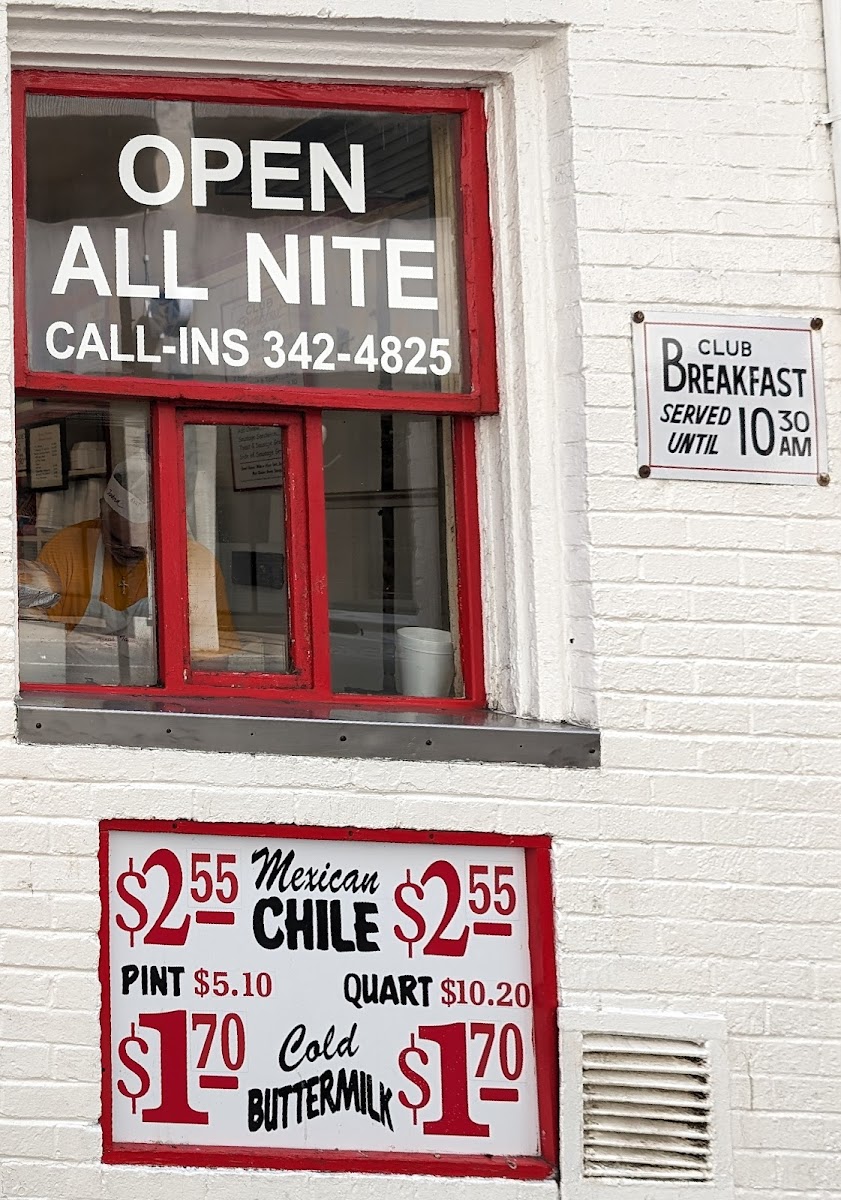 OPEN
ALL NITE
CALL-INS 342-4825
CLUB
BREAKFAST
SERVED
UNTIL 10 30 AM
$2 55 Mexican CHILE $2 55
PINT $5.10 QUART $10.20
$1 70 Cold BUTTERMILK $1 70